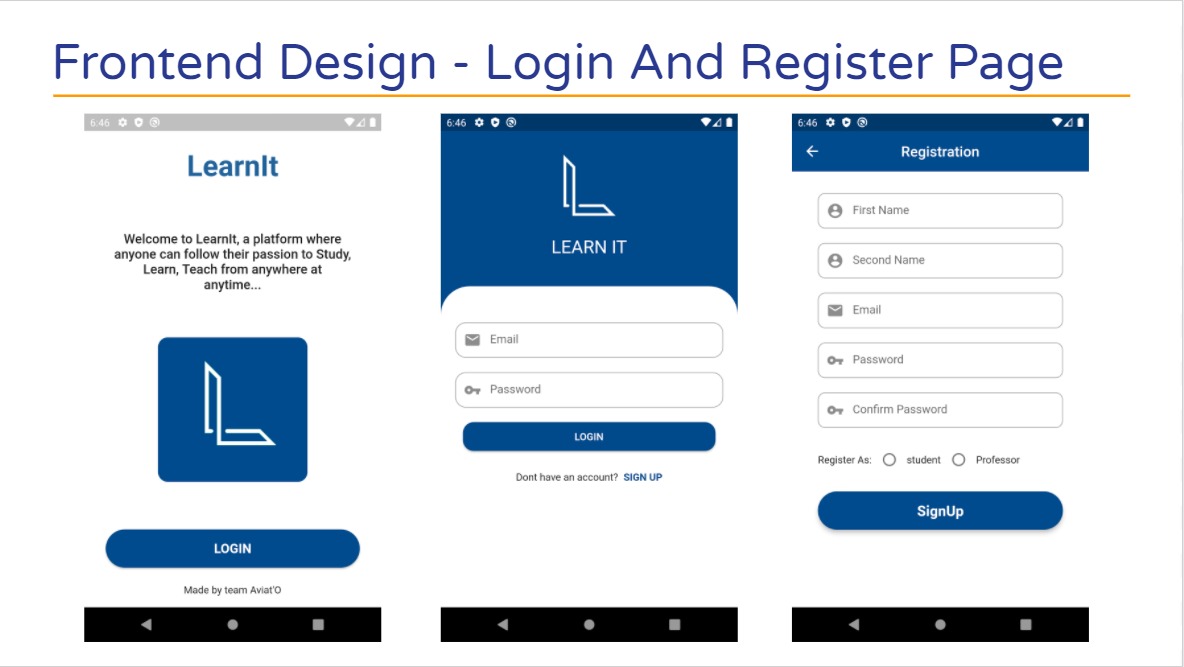 Frontend Design - Login And Register Page
6:46
LearnIt
Welcome to LearnIt, a platform where
anyone can follow their passion to Study,
Learn, Teach from anywhere at
anytime...
LOGIN
Made by team Aviat'O
6:46
LEARN IT
Email
Password
LOGIN
Dont have an account? SIGN UP
6:46
Registration
First Name
Second Name
Email
Password
Confirm Password
Register As: student Professor
SignUp